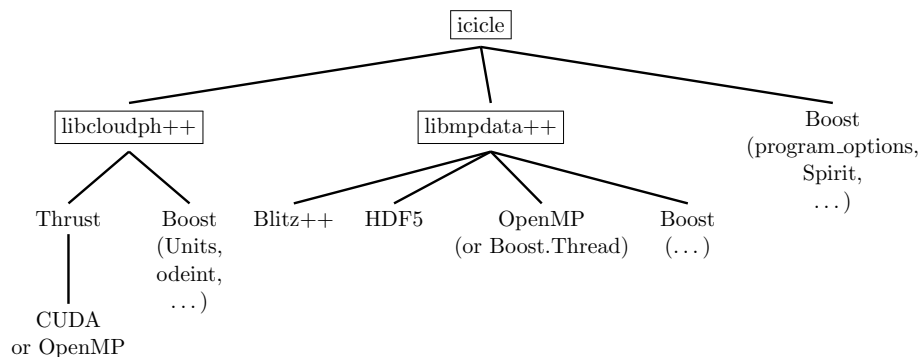 icicle
libcloudph++
libmpdata++
Boost
(program_options,
Spirit,
...)
Thrust
Boost
(Units,
odeint,
...)
Blitz++
HDF5
OpenMP
(or Boost.Thread)
Boost
(...)
CUDA
or OpenMP